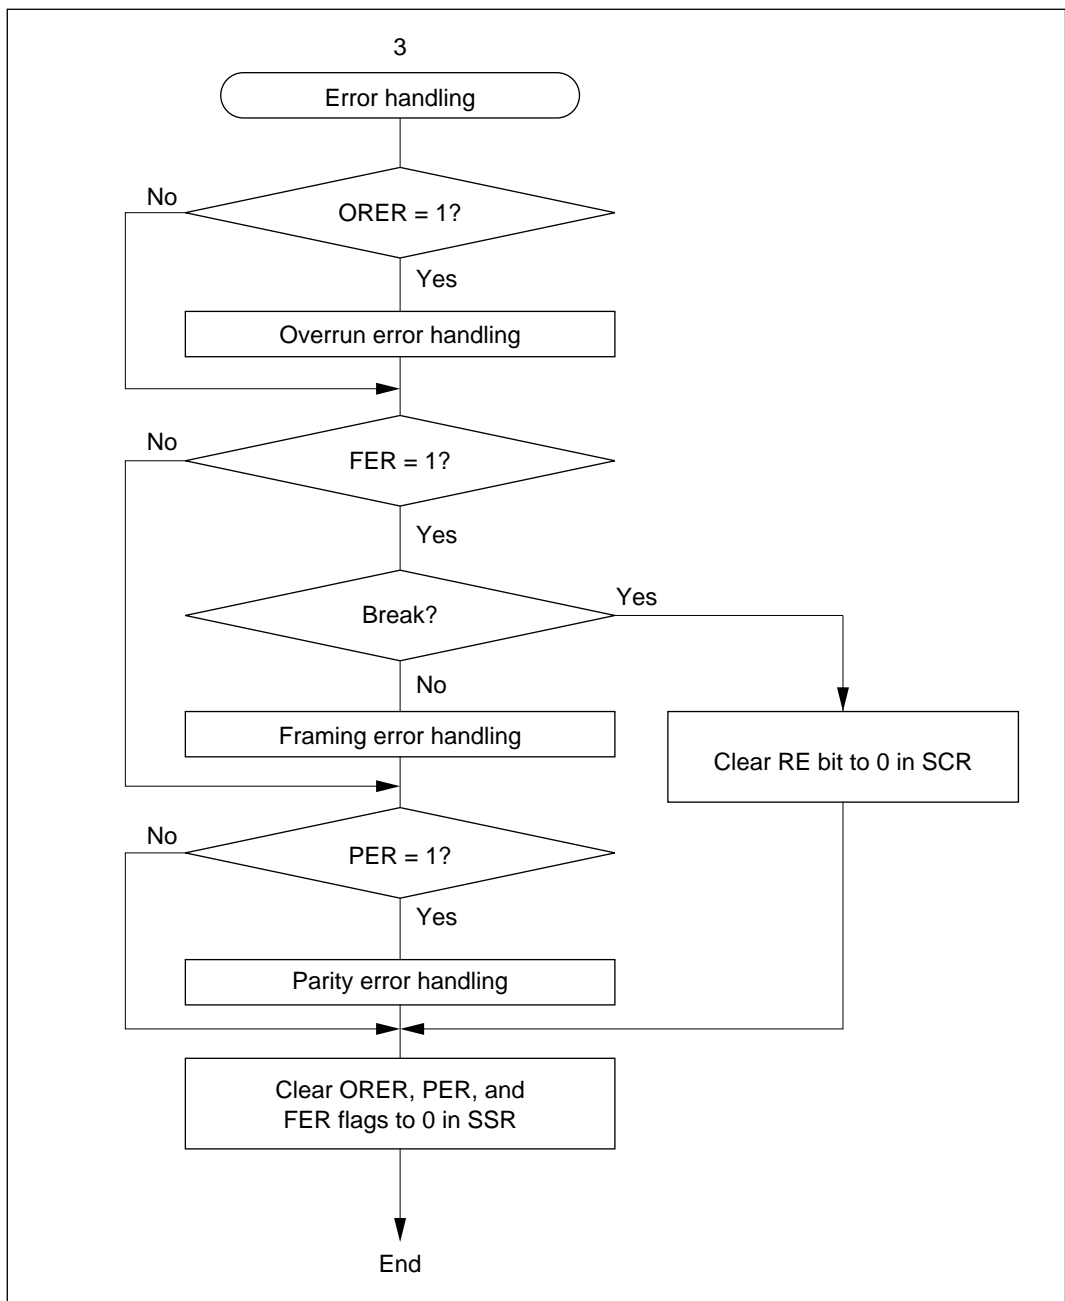 3
Error handling
No
ORER = 1?
Yes
Overrun error handling
No
FER = 1?
Yes
Break?
Yes
No
Framing error handling
Clear RE bit to 0 in SCR
No
PER = 1?
Yes
Parity error handling
Clear ORER, PER, and
FER flags to 0 in SSR
End